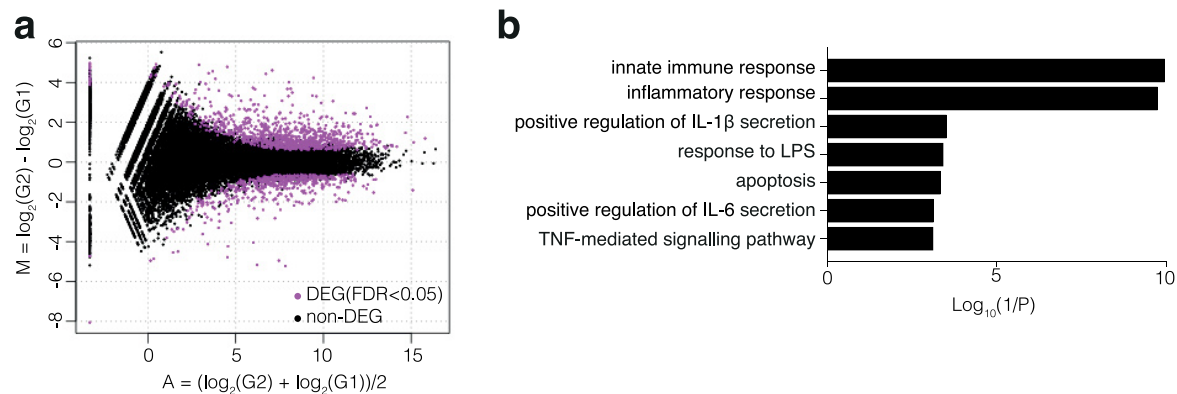 a
6
4
2
0
-2
-4
-6
-8
M = log₂(G2) - log₂(G1)
DEG(FDR<0.05)
non-DEG
0 5 10 15
A = (log₂(G2) + log₂(G1))/2
b
innate immune response
inflammatory response
positive regulation of IL-1β secretion
response to LPS
apoptosis
positive regulation of IL-6 secretion
TNF-mediated signalling pathway
0 5 10
Log₁₀(1/P)